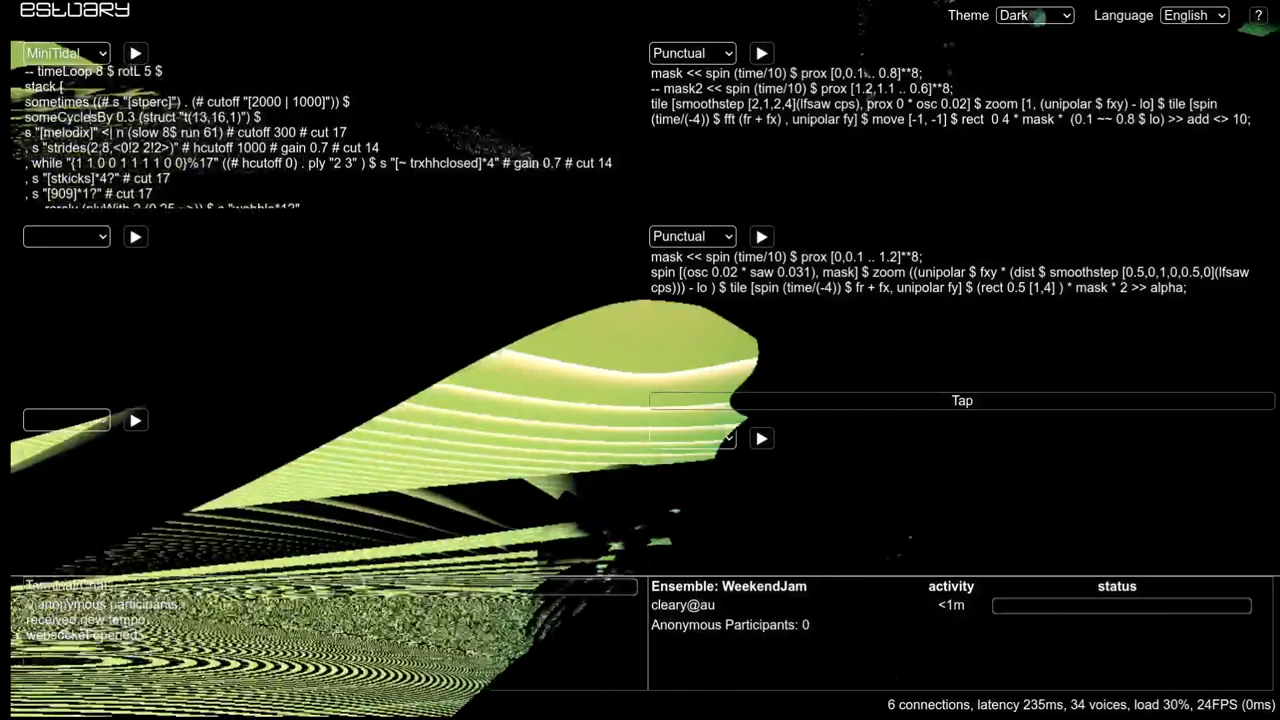 estuary
Theme Dark Language English ?
MiniTidal
-- timeLoop 8 $ rotL 5 $
stack [
sometimes ((# s "[stperc]") . (# cutoff "[2000 | 1000]")) $
someCyclesBy 0.3 (struct "t(13,16,1)") $
s "[melodix]" <| n (slow 8$ run 61) # cutoff 300 # cut 17
, s "strides(2,8,<0!2 2!2>)" # hcutoff 1000 # gain 0.7 # cut 14
, while "{1 1 0 0 1 1 1 1 0 0}%17" ((# hcutoff 0) . ply "2 3" ) $ s "[~ trxhhclosed]*4" # gain 0.7 # cut 14
, s "[stkicks]*4?" # cut 17
, s "[909]*1?" # cut 17
rarely (plyWith 2 (0.25 ~ >)) $ s "wobble*12"
Punctual
mask << spin (time/10) $ prox [0,0.1 .. 0.8]**8;
-- mask2 << spin (time/10) $ prox [1.2,1.1 .. 0.6]**8;
tile [smoothstep [2,1,2,4](lfsaw cps), prox 0 * osc 0.02] $ zoom [1, (unipolar $ fxy) - lo] $ tile [spin
(time/(-4)) $ fft (fr + fx) , unipolar fy] $ move [-1, -1] $ rect 0 4 * mask * (0.1 ~~ 0.8 $ lo) >> add <> 10;
Punctual
mask << spin (time/10) $ prox [0,0.1 .. 1.2]**8;
spin [(osc 0.02 * saw 0.031), mask] $ zoom ((unipolar $ fxy * (dist $ smoothstep [0.5,0,1,0,0.5,0](lfsaw
cps))) - lo ) $ tile [spin (time/(-4)) $ fr + fx, unipolar fy] $ (rect 0.5 [1,4] ) * mask * 2 >> alpha;
Tap
Terminal/Chat:
anonymous participants
received new tempo
websocket opened
Ensemble: WeekendJam activity status
cleary@au <1m
Anonymous Participants: 0
6 connections, latency 235ms, 34 voices, load 30%, 24FPS (0ms)